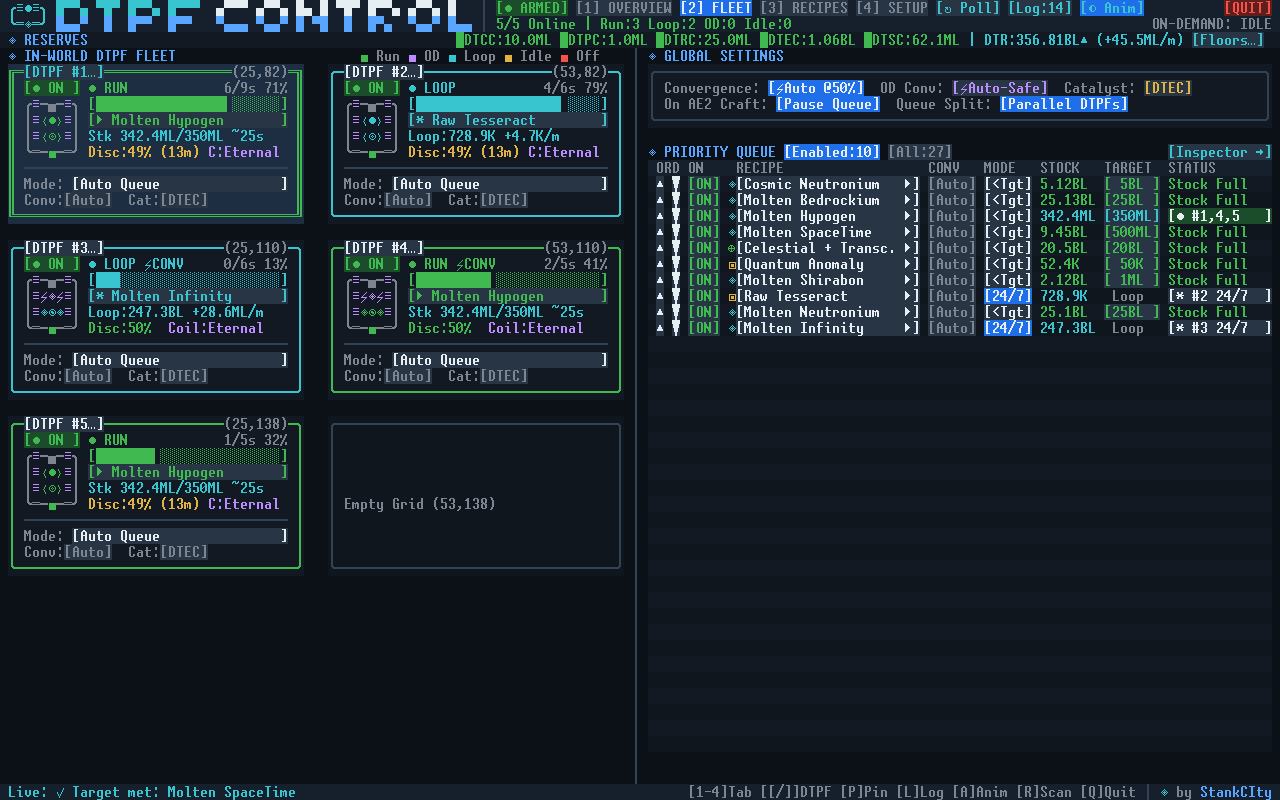 DTPF CONTROL
[● ARMED] [1] OVERVIEW [2] FLEET [3] RECIPES [4] SETUP [↻ Poll] [Log:14] [◐ Anim] [QUIT]
5/5 Online | Run:3 Loop:2 OD:0 Idle:0 ON-DEMAND: IDLE
◈ RESERVES DTCC:10.0ML DTPC:1.0ML DTRC:25.0ML DTEC:1.06BL DTSC:62.1ML | DTR:356.81BL▲ (+45.5ML/m) [Floors…]
◈ IN-WORLD DTPF FLEET ■ Run ■ OD ■ Loop ■ Idle ■ Off
[DTPF #1…] (25,82)
[● ON ] ● RUN 6/9s 71%
[▶ Molten Hypogen ]
Stk 342.4ML/350ML ~25s
Disc:49% (13m) C:Eternal
Mode: [Auto Queue ]
Conv:[Auto] Cat:[DTEC]
[DTPF #2…] (53,82)
[● ON ] ● LOOP 4/6s 79%
[* Raw Tesseract ]
Loop:728.9K +4.7K/m
Disc:49% (13m) C:Eternal
Mode: [Auto Queue ]
Conv:[Auto] Cat:[DTEC]
[DTPF #3…] (25,110)
[● ON ] ● LOOP ⚡CONV 0/6s 13%
[* Molten Infinity ]
Loop:247.3BL +28.6ML/m
Disc:50% Coil:Eternal
Mode: [Auto Queue ]
Conv:[Auto] Cat:[DTEC]
[DTPF #4…] (53,110)
[● ON ] ● RUN ⚡CONV 2/5s 41%
[▶ Molten Hypogen ]
Stk 342.4ML/350ML ~25s
Disc:50% Coil:Eternal
Mode: [Auto Queue ]
Conv:[Auto] Cat:[DTEC]
[DTPF #5…] (25,138)
[● ON ] ● RUN 1/5s 32%
[▶ Molten Hypogen ]
Stk 342.4ML/350ML ~25s
Disc:49% (13m) C:Eternal
Mode: [Auto Queue ]
Conv:[Auto] Cat:[DTEC]
Empty Grid (53,138)
◈ GLOBAL SETTINGS
Convergence: [⚡Auto @50%] OD Conv: [⚡Auto-Safe] Catalyst: [DTEC]
On AE2 Craft: [Pause Queue] Queue Split: [Parallel DTPFs]
◈ PRIORITY QUEUE [Enabled:10] [All:27] [Inspector →]
ORD ON RECIPE CONV MODE STOCK TARGET STATUS
▲ ▼ [ON] ◈[Cosmic Neutronium ▶] [Auto] [<Tgt] 5.12BL [ 5BL ] Stock Full
▲ ▼ [ON] ◈[Molten Bedrockium ▶] [Auto] [<Tgt] 25.13BL [25BL ] Stock Full
▲ ▼ [ON] ◈[Molten Hypogen ▶] [Auto] [<Tgt] 342.4ML [350ML] [● #1,4,5 ]
▲ ▼ [ON] ◈[Molten SpaceTime ▶] [Auto] [<Tgt] 9.45BL [500ML] Stock Full
▲ ▼ [ON] ⊕[Celestial + Transc. ▶] [Auto] [<Tgt] 20.5BL [20BL ] Stock Full
▲ ▼ [ON] ▣[Quantum Anomaly ▶] [Auto] [<Tgt] 52.4K [ 50K ] Stock Full
▲ ▼ [ON] ◈[Molten Shirabon ▶] [Auto] [<Tgt] 2.12BL [ 1ML ] Stock Full
▲ ▼ [ON] ▣[Raw Tesseract ▶] [Auto] [24/7] 728.9K Loop [* #2 24/7 ]
▲ ▼ [ON] ◈[Molten Neutronium ▶] [Auto] [<Tgt] 25.1BL [25BL ] Stock Full
▲ ▼ [ON] ◈[Molten Infinity ▶] [Auto] [24/7] 247.3BL Loop [* #3 24/7 ]
Live: ✓ Target met: Molten SpaceTime [1-4]Tab [[/]]DTPF [P]Pin [L]Log [A]Anim [R]Scan [Q]Quit | ◈ by StankCIty